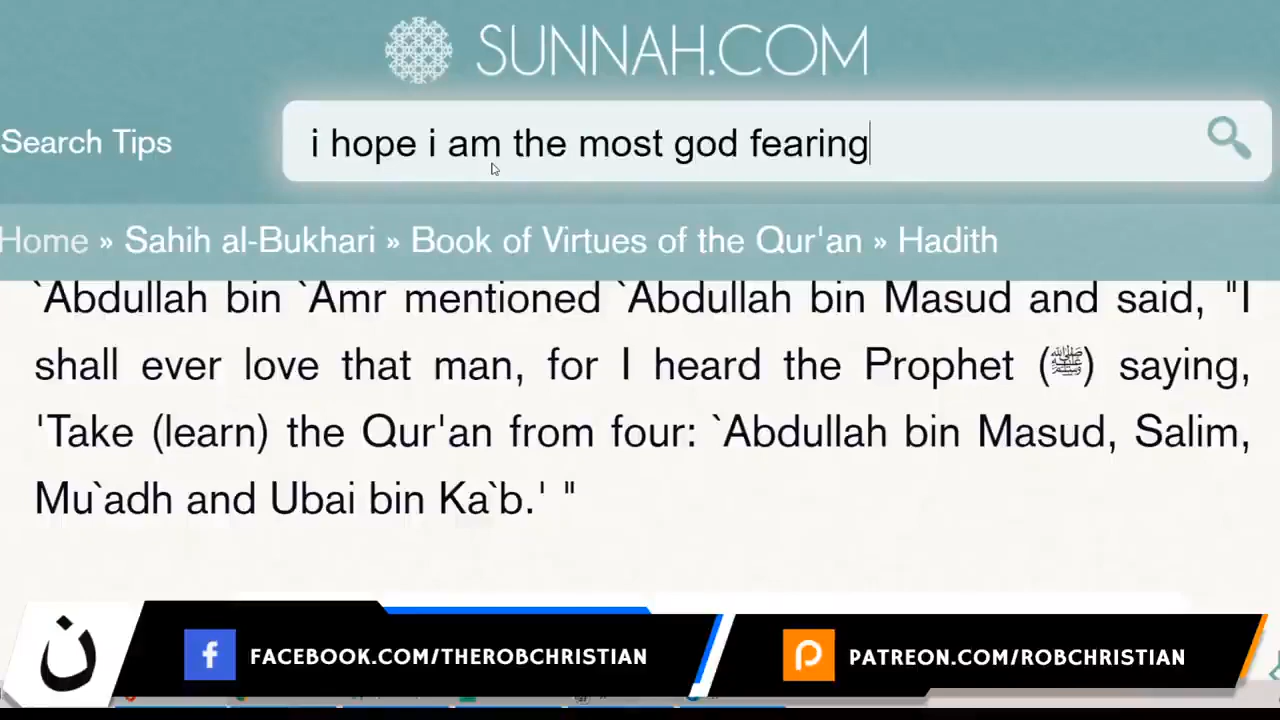 SUNNAH.COM
Search Tips
i hope i am the most god fearing
Home » Sahih al-Bukhari » Book of Virtues of the Qur'an » Hadith
`Abdullah bin `Amr mentioned `Abdullah bin Masud and said, "I
shall ever love that man, for I heard the Prophet (ﷺ) saying,
'Take (learn) the Qur'an from four: `Abdullah bin Masud, Salim,
Mu`adh and Ubai bin Ka`b.' "
ن
f
FACEBOOK.COM/THEROBCHRISTIAN
PATREON.COM/ROBCHRISTIAN